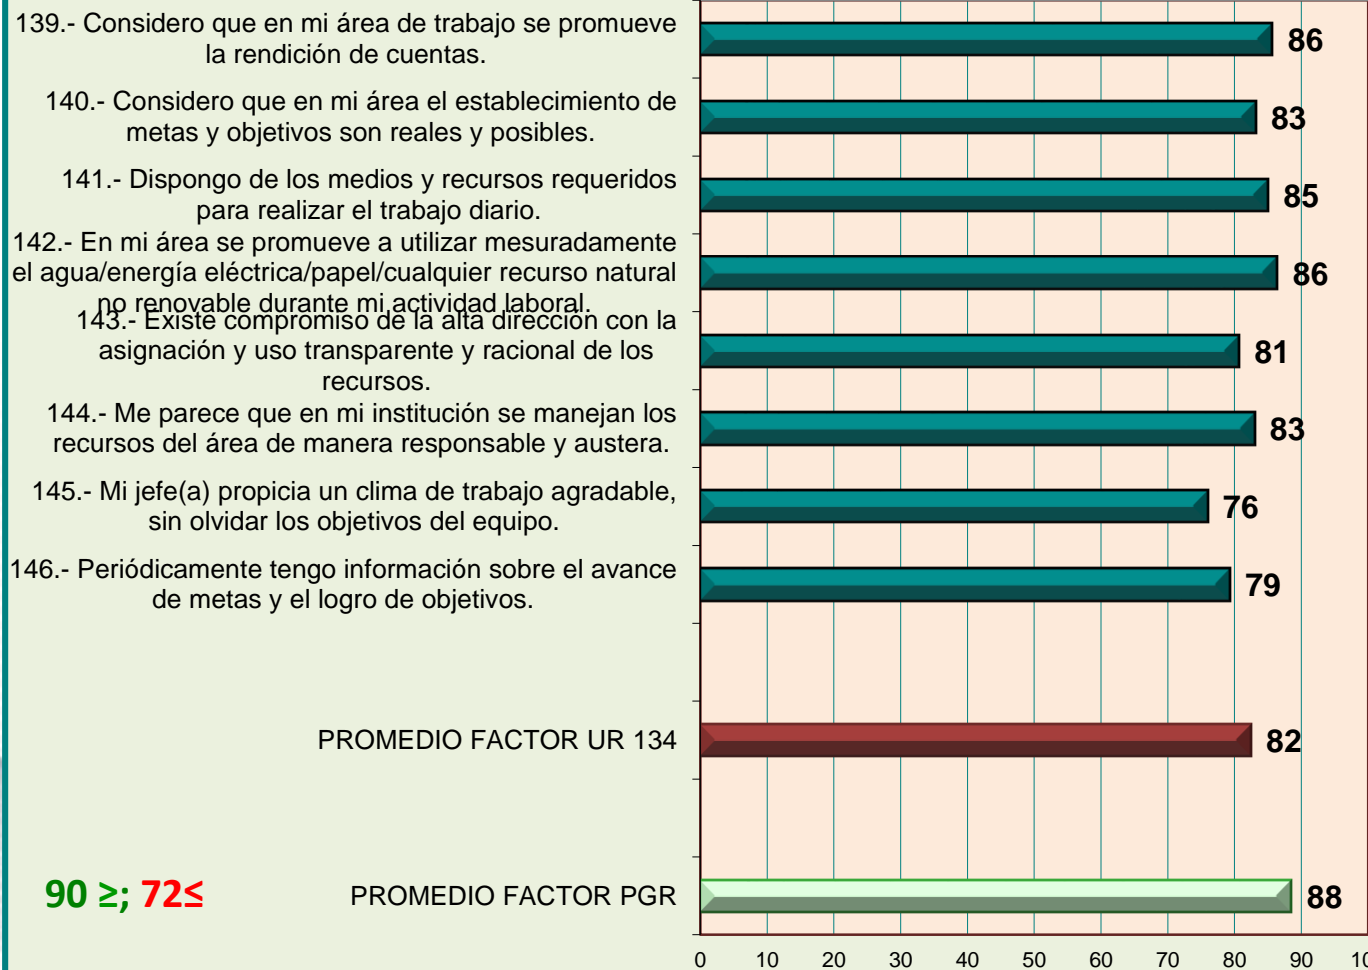 139.- Considero que en mi área de trabajo se promueve
la rendición de cuentas.
86
140.- Considero que en mi área el establecimiento de
metas y objetivos son reales y posibles.
83
141.- Dispongo de los medios y recursos requeridos
para realizar el trabajo diario.
85
142.- En mi área se promueve a utilizar mesuradamente
el agua/energía eléctrica/papel/cualquier recurso natural
no renovable durante mi actividad laboral.
86
143.- Existe compromiso de la alta dirección con la
asignación y uso transparente y racional de los
recursos.
81
144.- Me parece que en mi institución se manejan los
recursos del área de manera responsable y austera.
83
145.- Mi jefe(a) propicia un clima de trabajo agradable,
sin olvidar los objetivos del equipo.
76
146.- Periódicamente tengo información sobre el avance
de metas y el logro de objetivos.
79
PROMEDIO FACTOR UR 134
82
90 ≥; 72≤
PROMEDIO FACTOR PGR
88
0 10 20 30 40 50 60 70 80 90 10